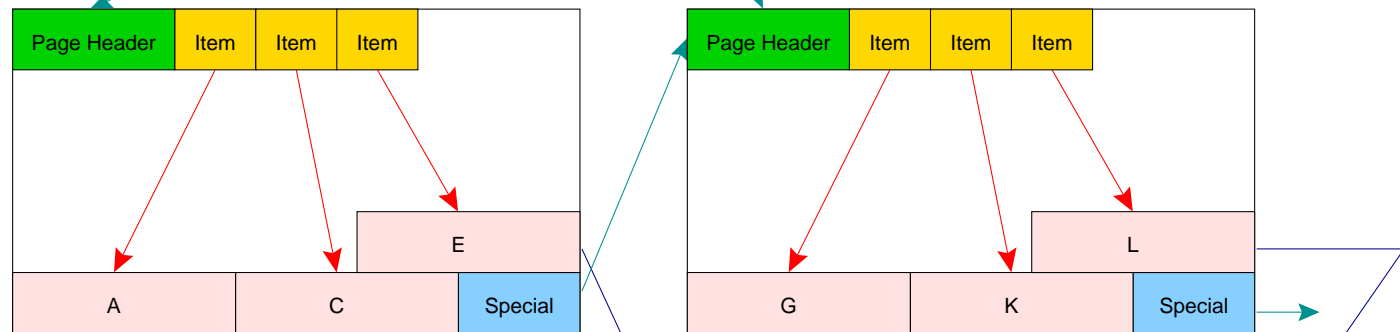 Page Header Item Item Item
E
A C Special
Page Header Item Item Item
L
G K Special